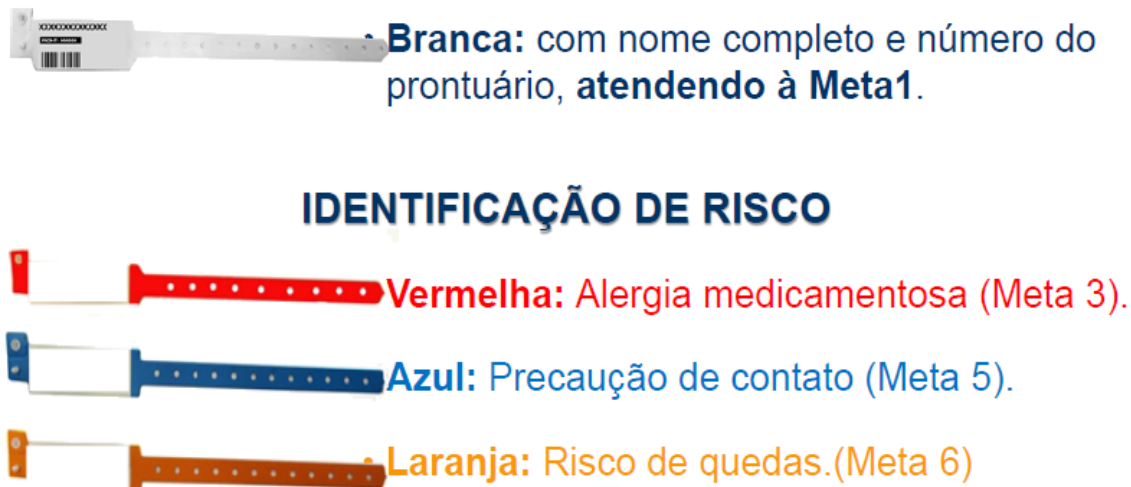 XXXXXXXXXXXXXX
• Branca: com nome completo e número do
prontuário, atendendo à Meta1.
IDENTIFICAÇÃO DE RISCO
Vermelha: Alergia medicamentosa (Meta 3).
Azul: Precaução de contato (Meta 5).
• Laranja: Risco de quedas.(Meta 6)